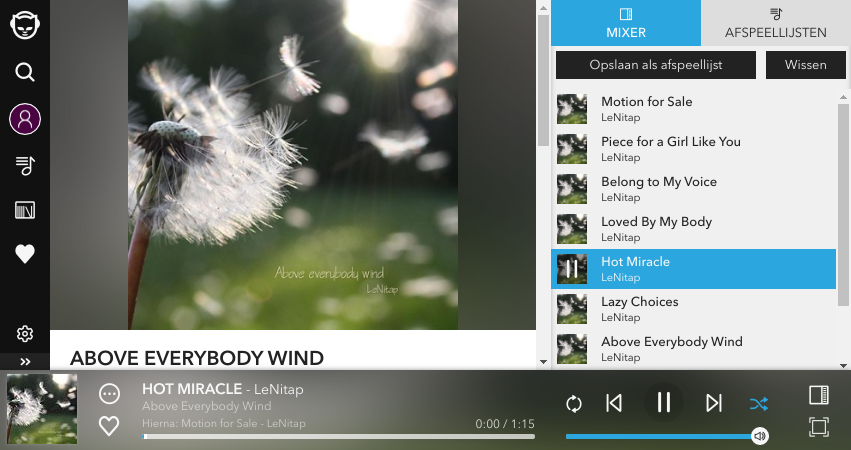 Above everybody wind
LeNitap
ABOVE EVERYBODY WIND
MIXER
AFSPEELLIJSTEN
Opslaan als afspeellijst
Wissen
Motion for Sale
LeNitap
Piece for a Girl Like You
LeNitap
Belong to My Voice
LeNitap
Loved By My Body
LeNitap
Hot Miracle
LeNitap
Lazy Choices
LeNitap
Above Everybody Wind
LeNitap
HOT MIRACLE - LeNitap
Above Everybody Wind
Hierna: Motion for Sale - LeNitap
0:00 / 1:15